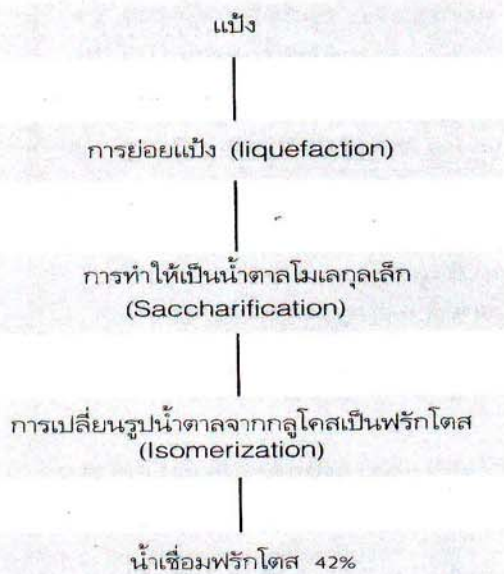 แป้ง
การย่อยแป้ง (liquefaction)
การทำให้เป็นน้ำตาลโมเลกุลเล็ก
(Saccharification)
การเปลี่ยนรูปน้ำตาลจากกลูโคสเป็นฟรักโตส
(Isomerization)
น้ำเชื่อมฟรักโตส 42%